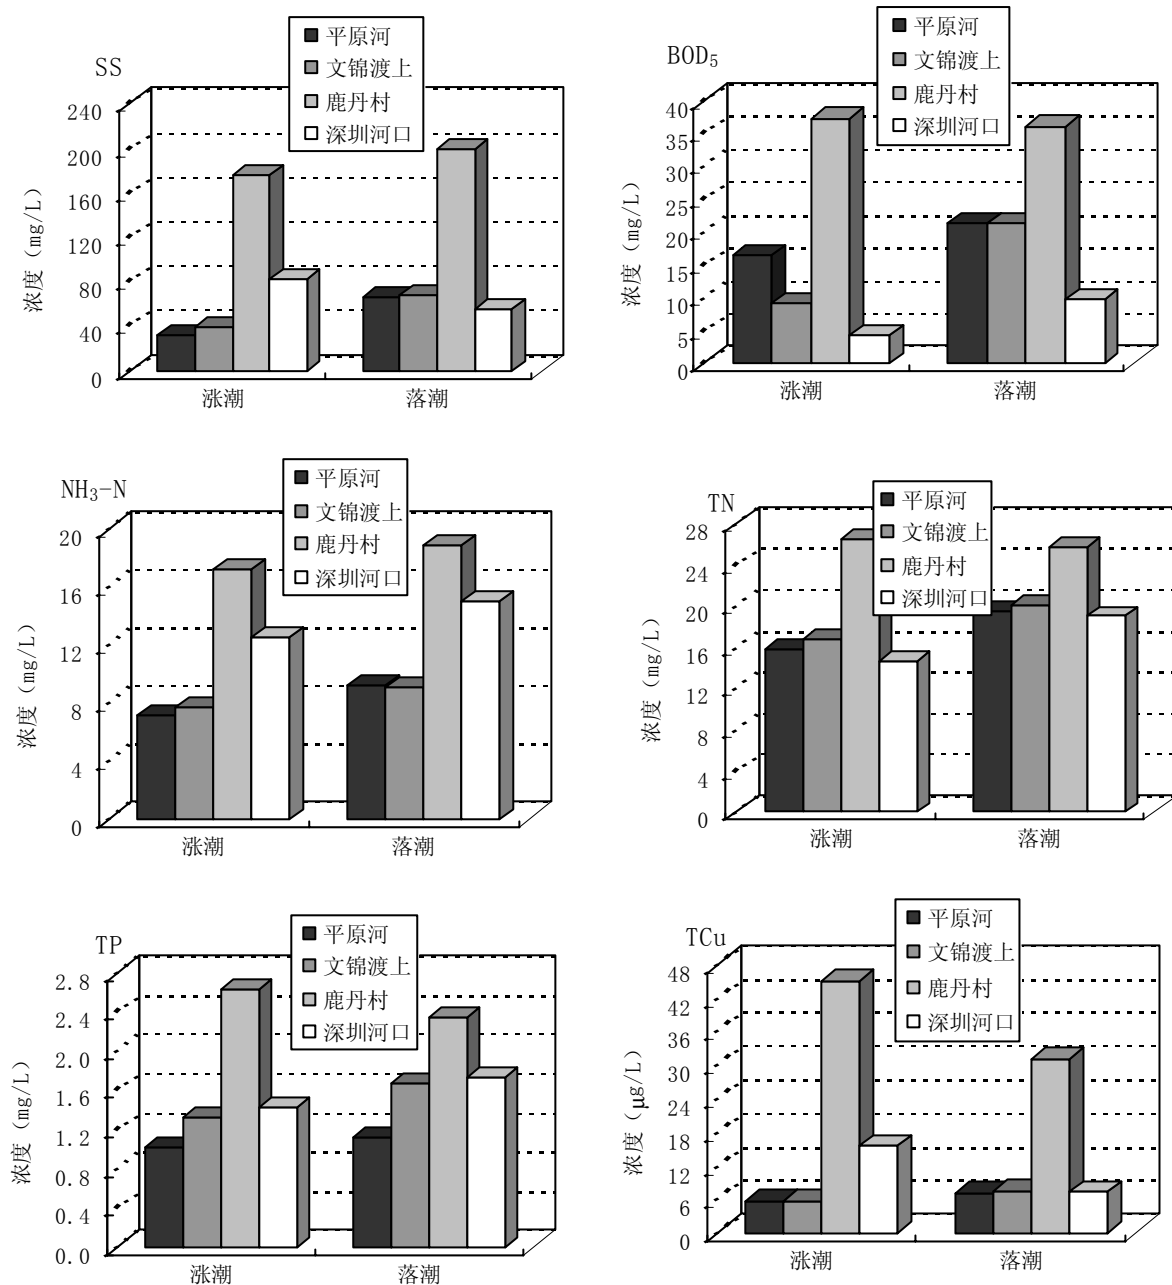 SS
平原河
文锦渡上
鹿丹村
深圳河口
浓度（mg/L）
240
200
160
120
80
40
0
涨潮
落潮
BOD₅
平原河
文锦渡上
鹿丹村
深圳河口
浓度（mg/L）
40
35
30
25
20
15
10
5
0
涨潮
落潮
NH₃-N
平原河
文锦渡上
鹿丹村
深圳河口
浓度（mg/L）
20
16
12
8
4
0
涨潮
落潮
TN
平原河
文锦渡上
鹿丹村
深圳河口
浓度（mg/L）
28
24
20
16
12
8
4
0
涨潮
落潮
TP
平原河
文锦渡上
鹿丹村
深圳河口
浓度（mg/L）
2.8
2.4
2.0
1.6
1.2
0.8
0.4
0.0
涨潮
落潮
TCu
平原河
文锦渡上
鹿丹村
深圳河口
浓度（μg/L）
48
42
36
30
24
18
12
6
0
涨潮
落潮